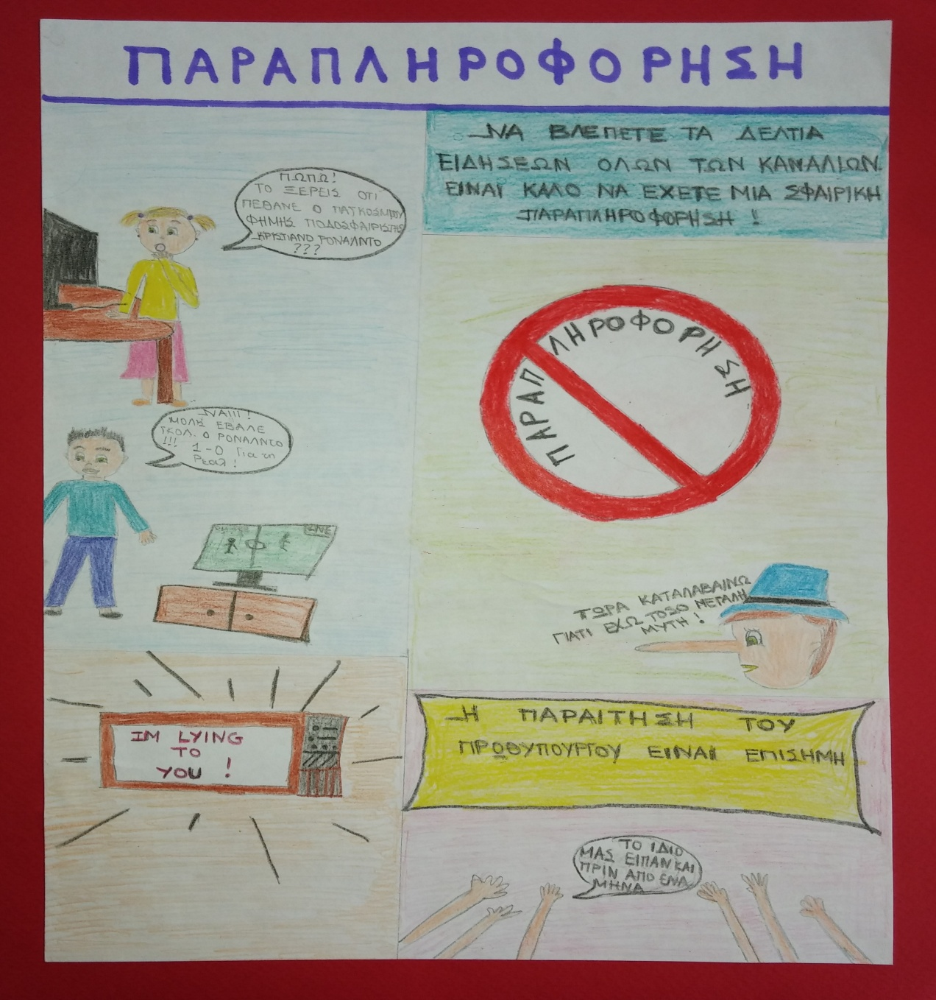 ΠΑΡΑΠΛΗΡΟΦΟΡΗΣΗ
ΝΑ ΒΛΕΠΕΤΕ ΤΑ ΔΕΛΤΙΑ
ΕΙΔΗΣΕΩΝ ΟΛΩΝ ΤΩΝ ΚΑΝΑΛΙΩΝ.
ΕΙΝΑΙ ΚΑΛΟ ΝΑ ΕΧΕΤΕ ΜΙΑ ΣΦΑΙΡΙΚΗ
ΠΑΡΑΠΛΗΡΟΦΟΡΗΣΗ !
ΠΩΠΩ!
ΤΟ ΞΕΡΕΙΣ ΟΤΙ
ΠΕΘΑΝΕ Ο ΠΑΓΚΟΣΜΙΟΥ
ΦΗΜΗΣ ΠΟΔΟΣΦΑΙΡΙΣΤΗΣ
ΚΡΙΣΤΙΑΝΟ ΡΟΝΑΛΝΤΟ
???
ΠΑΡΑΠΛΗΡΟΦΟΡΗΣΗ
ΝΑΙ!!!
ΜΟΛΙΣ ΕΒΑΛΕ
ΓΚΟΛ. Ο ΡΟΝΑΛΝΤΟ
!!! 1-0 Για τη
Ρεαλ!
LIVE
ΤΩΡΑ ΚΑΤΑΛΑΒΑΙΝΩ
ΓΙΑΤΙ ΕΧΩ ΤΟΣΟ ΜΕΓΑΛΗ
ΜΥΤΗ !
IM LYING
TO
YOU !
Η ΠΑΡΑΙΤΗΣΗ ΤΟΥ
ΠΡΩΘΥΠΟΥΡΓΟΥ ΕΙΝΑΙ ΕΠΙΣΗΜΗ
ΤΟ ΙΔΙΟ
ΜΑΣ ΕΙΠΑΝ ΚΑΙ
ΠΡΙΝ ΑΠΟ ΕΝΑ
ΜΗΝΑ